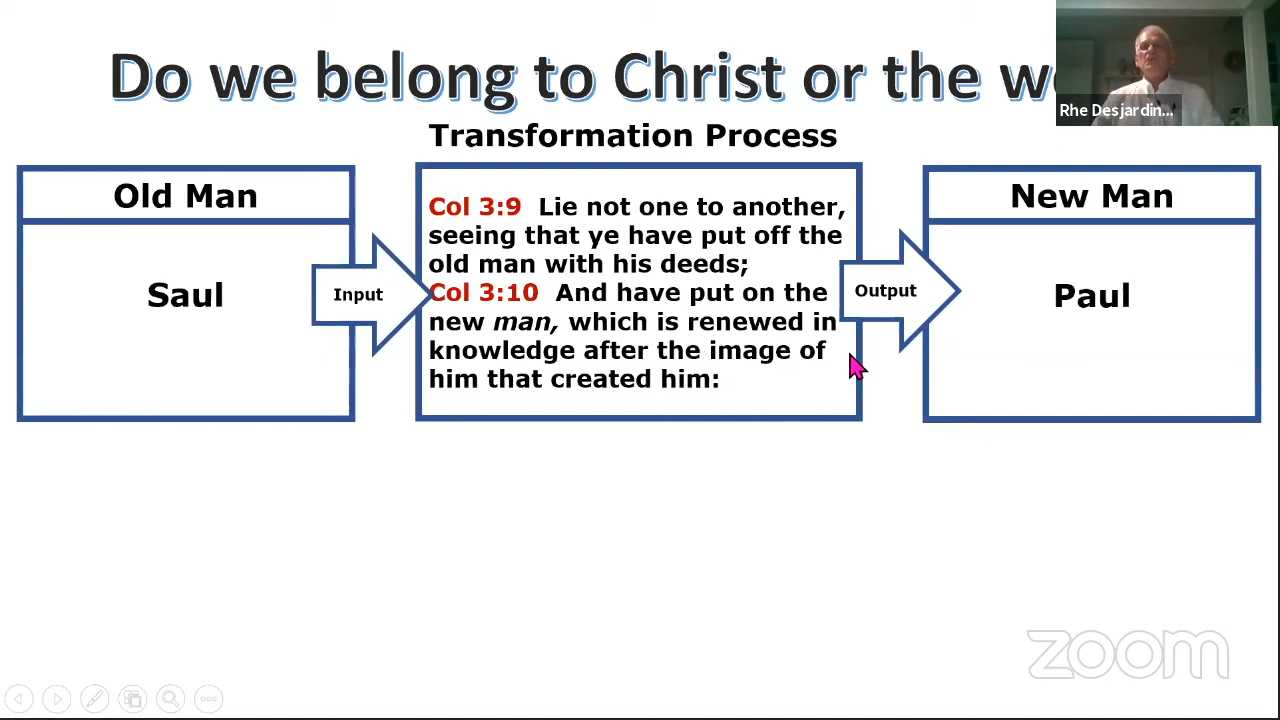 Do we belong to Christ or the w
Rhe Desjardin...
Transformation Process
Old Man
Saul
Input
Col 3:9 Lie not one to another,
seeing that ye have put off the
old man with his deeds;
Col 3:10 And have put on the
new man, which is renewed in
knowledge after the image of
him that created him:
Output
New Man
Paul
zoom